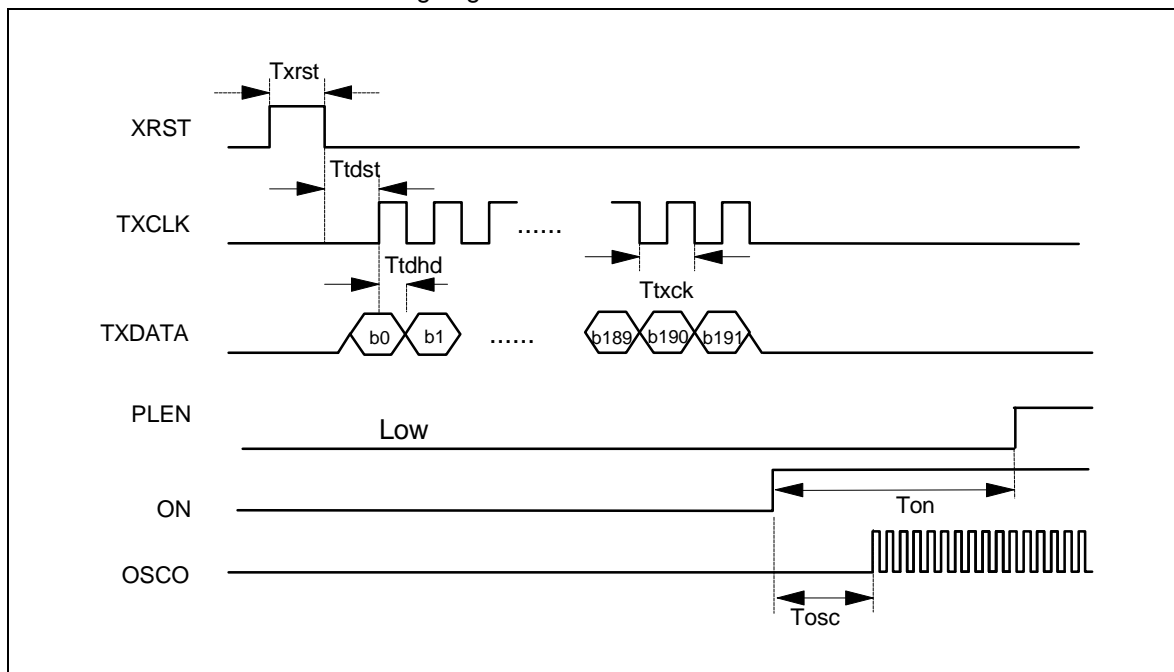 Txrst
XRST
Ttdst
TXCLK
......
Ttdhd
Ttxck
TXDATA
b0 b1 ...... b189 b190 b191
PLEN
Low
ON
Ton
OSCO
Tosc